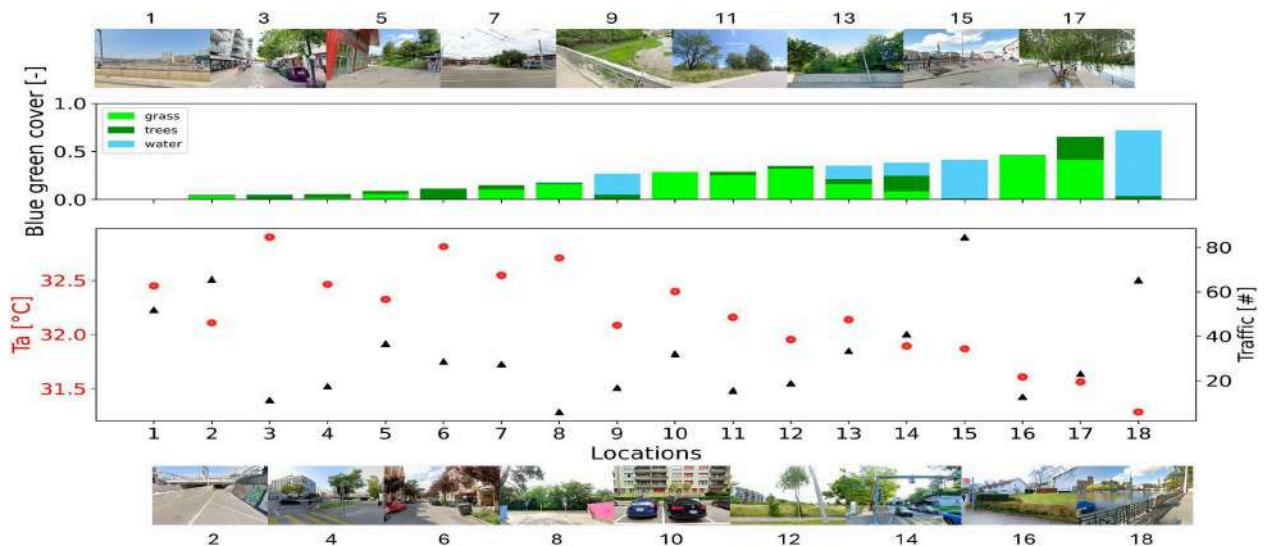 1 3 5 7 9 11 13 15 17
Blue green cover [-]
1.0
0.5
0.0
grass
trees
water
Ta [°C]
32.5
32.0
31.5
Traffic [#]
80
60
40
20
1 2 3 4 5 6 7 8 9 10 11 12 13 14 15 16 17 18
Locations
2 4 6 8 10 12 14 16 18